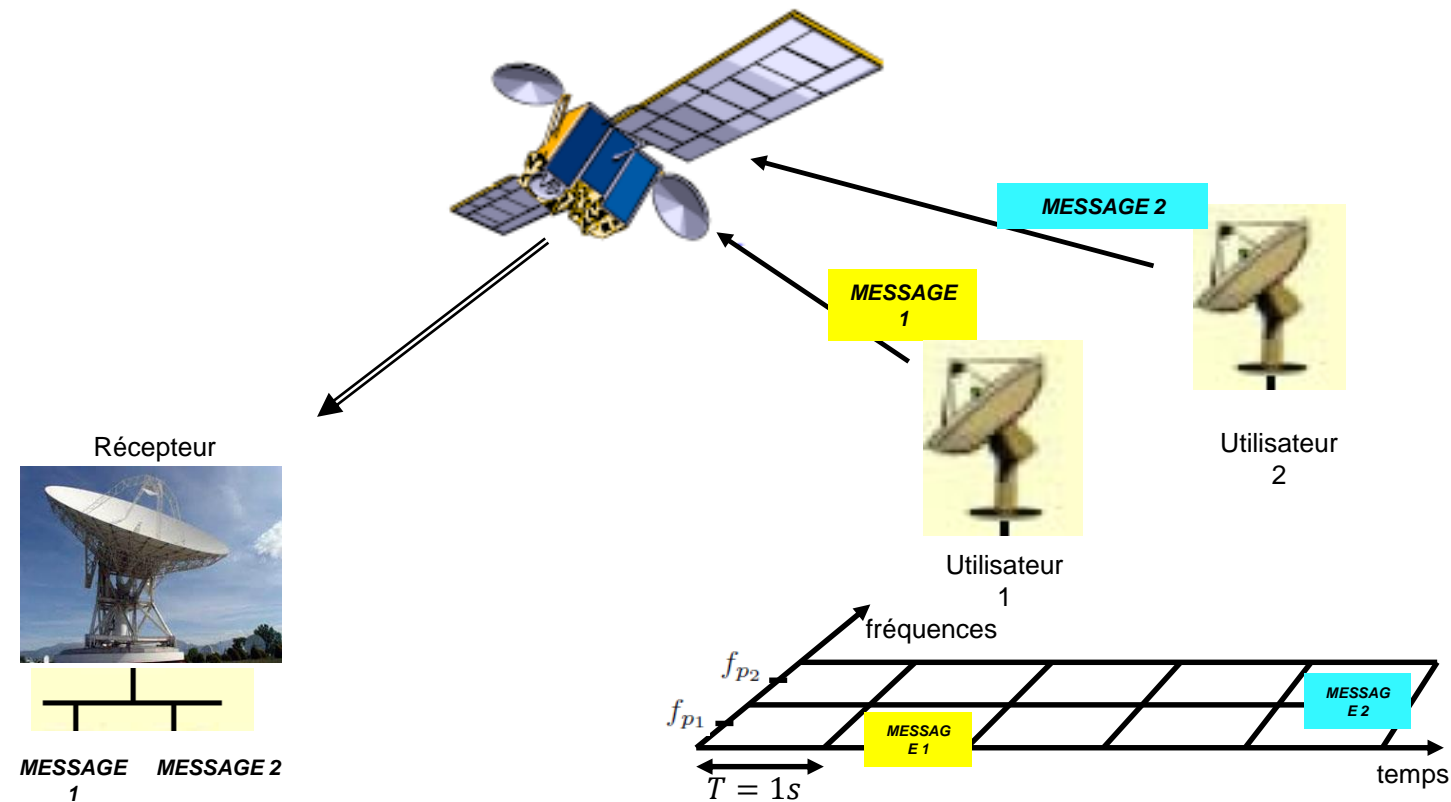 MESSAGE 2
MESSAGE
1
Récepteur
Utilisateur
2
Utilisateur
1
fréquences
f_{p_2}
f_{p_1}
MESSAG
E 1
MESSAG
E 2
temps
T = 1s
MESSAGE
1
MESSAGE 2